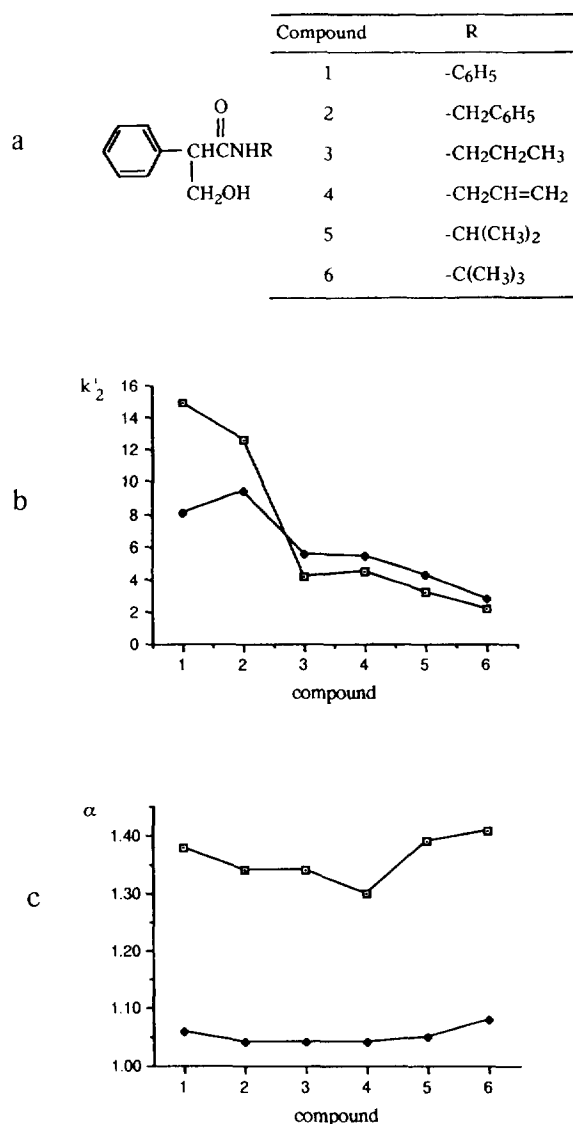 Compound R
1 -C6H5
2 -CH2C6H5
3 -CH2CH2CH3
4 -CH2CH=CH2
5 -CH(CH3)2
6 -C(CH3)3
a
O
CHCNHR
CH2OH
b
k'2
16
14
12
10
8
6
4
2
0
1 2 3 4 5 6
compound
c
α
1.40
1.30
1.20
1.10
1.00
1 2 3 4 5 6
compound